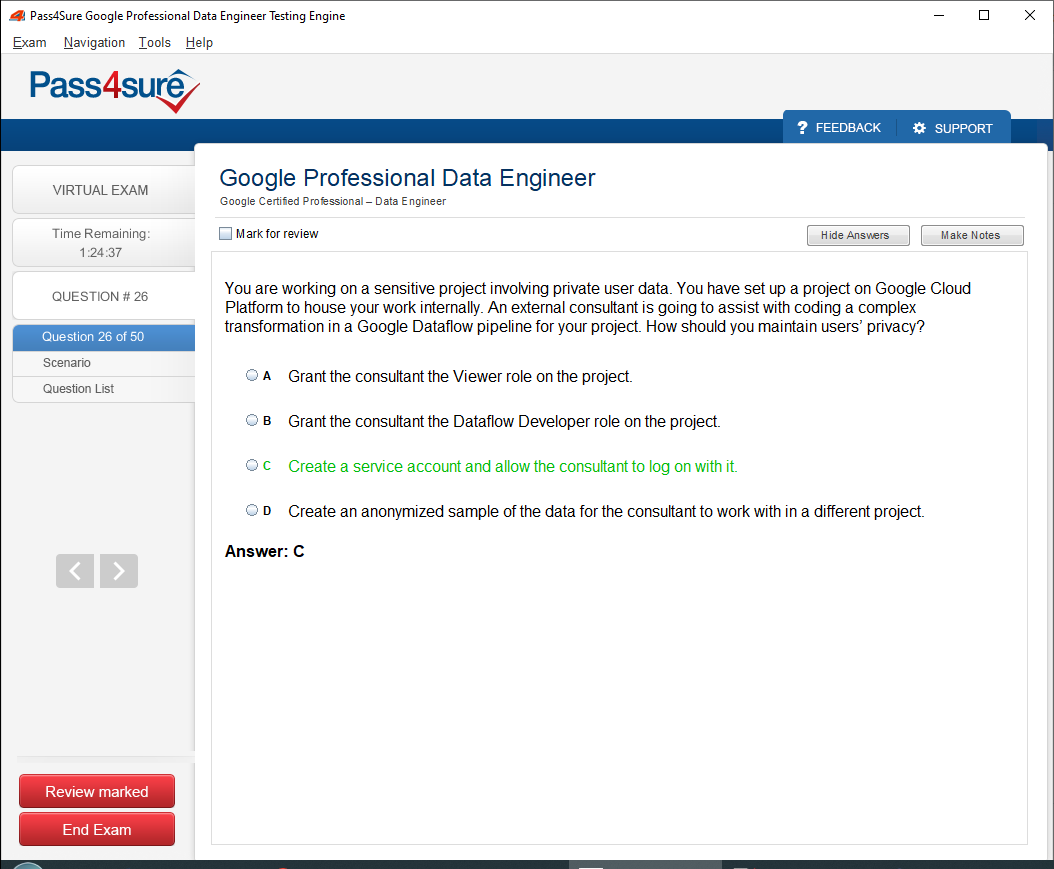 Pass4Sure Google Professional Data Engineer Testing Engine
Exam Navigation Tools Help
Pass4sure
? FEEDBACK SUPPORT
VIRTUAL EXAM
Time Remaining:
1:24:37
QUESTION # 26
Question 26 of 50
Scenario
Question List
Review marked
End Exam
Google Professional Data Engineer
Google Certified Professional – Data Engineer
Mark for review
Hide Answers
Make Notes
You are working on a sensitive project involving private user data. You have set up a project on Google Cloud
Platform to house your work internally. An external consultant is going to assist with coding a complex
transformation in a Google Dataflow pipeline for your project. How should you maintain users’ privacy?
A Grant the consultant the Viewer role on the project.
B Grant the consultant the Dataflow Developer role on the project.
C Create a service account and allow the consultant to log on with it.
D Create an anonymized sample of the data for the consultant to work with in a different project.
Answer: C